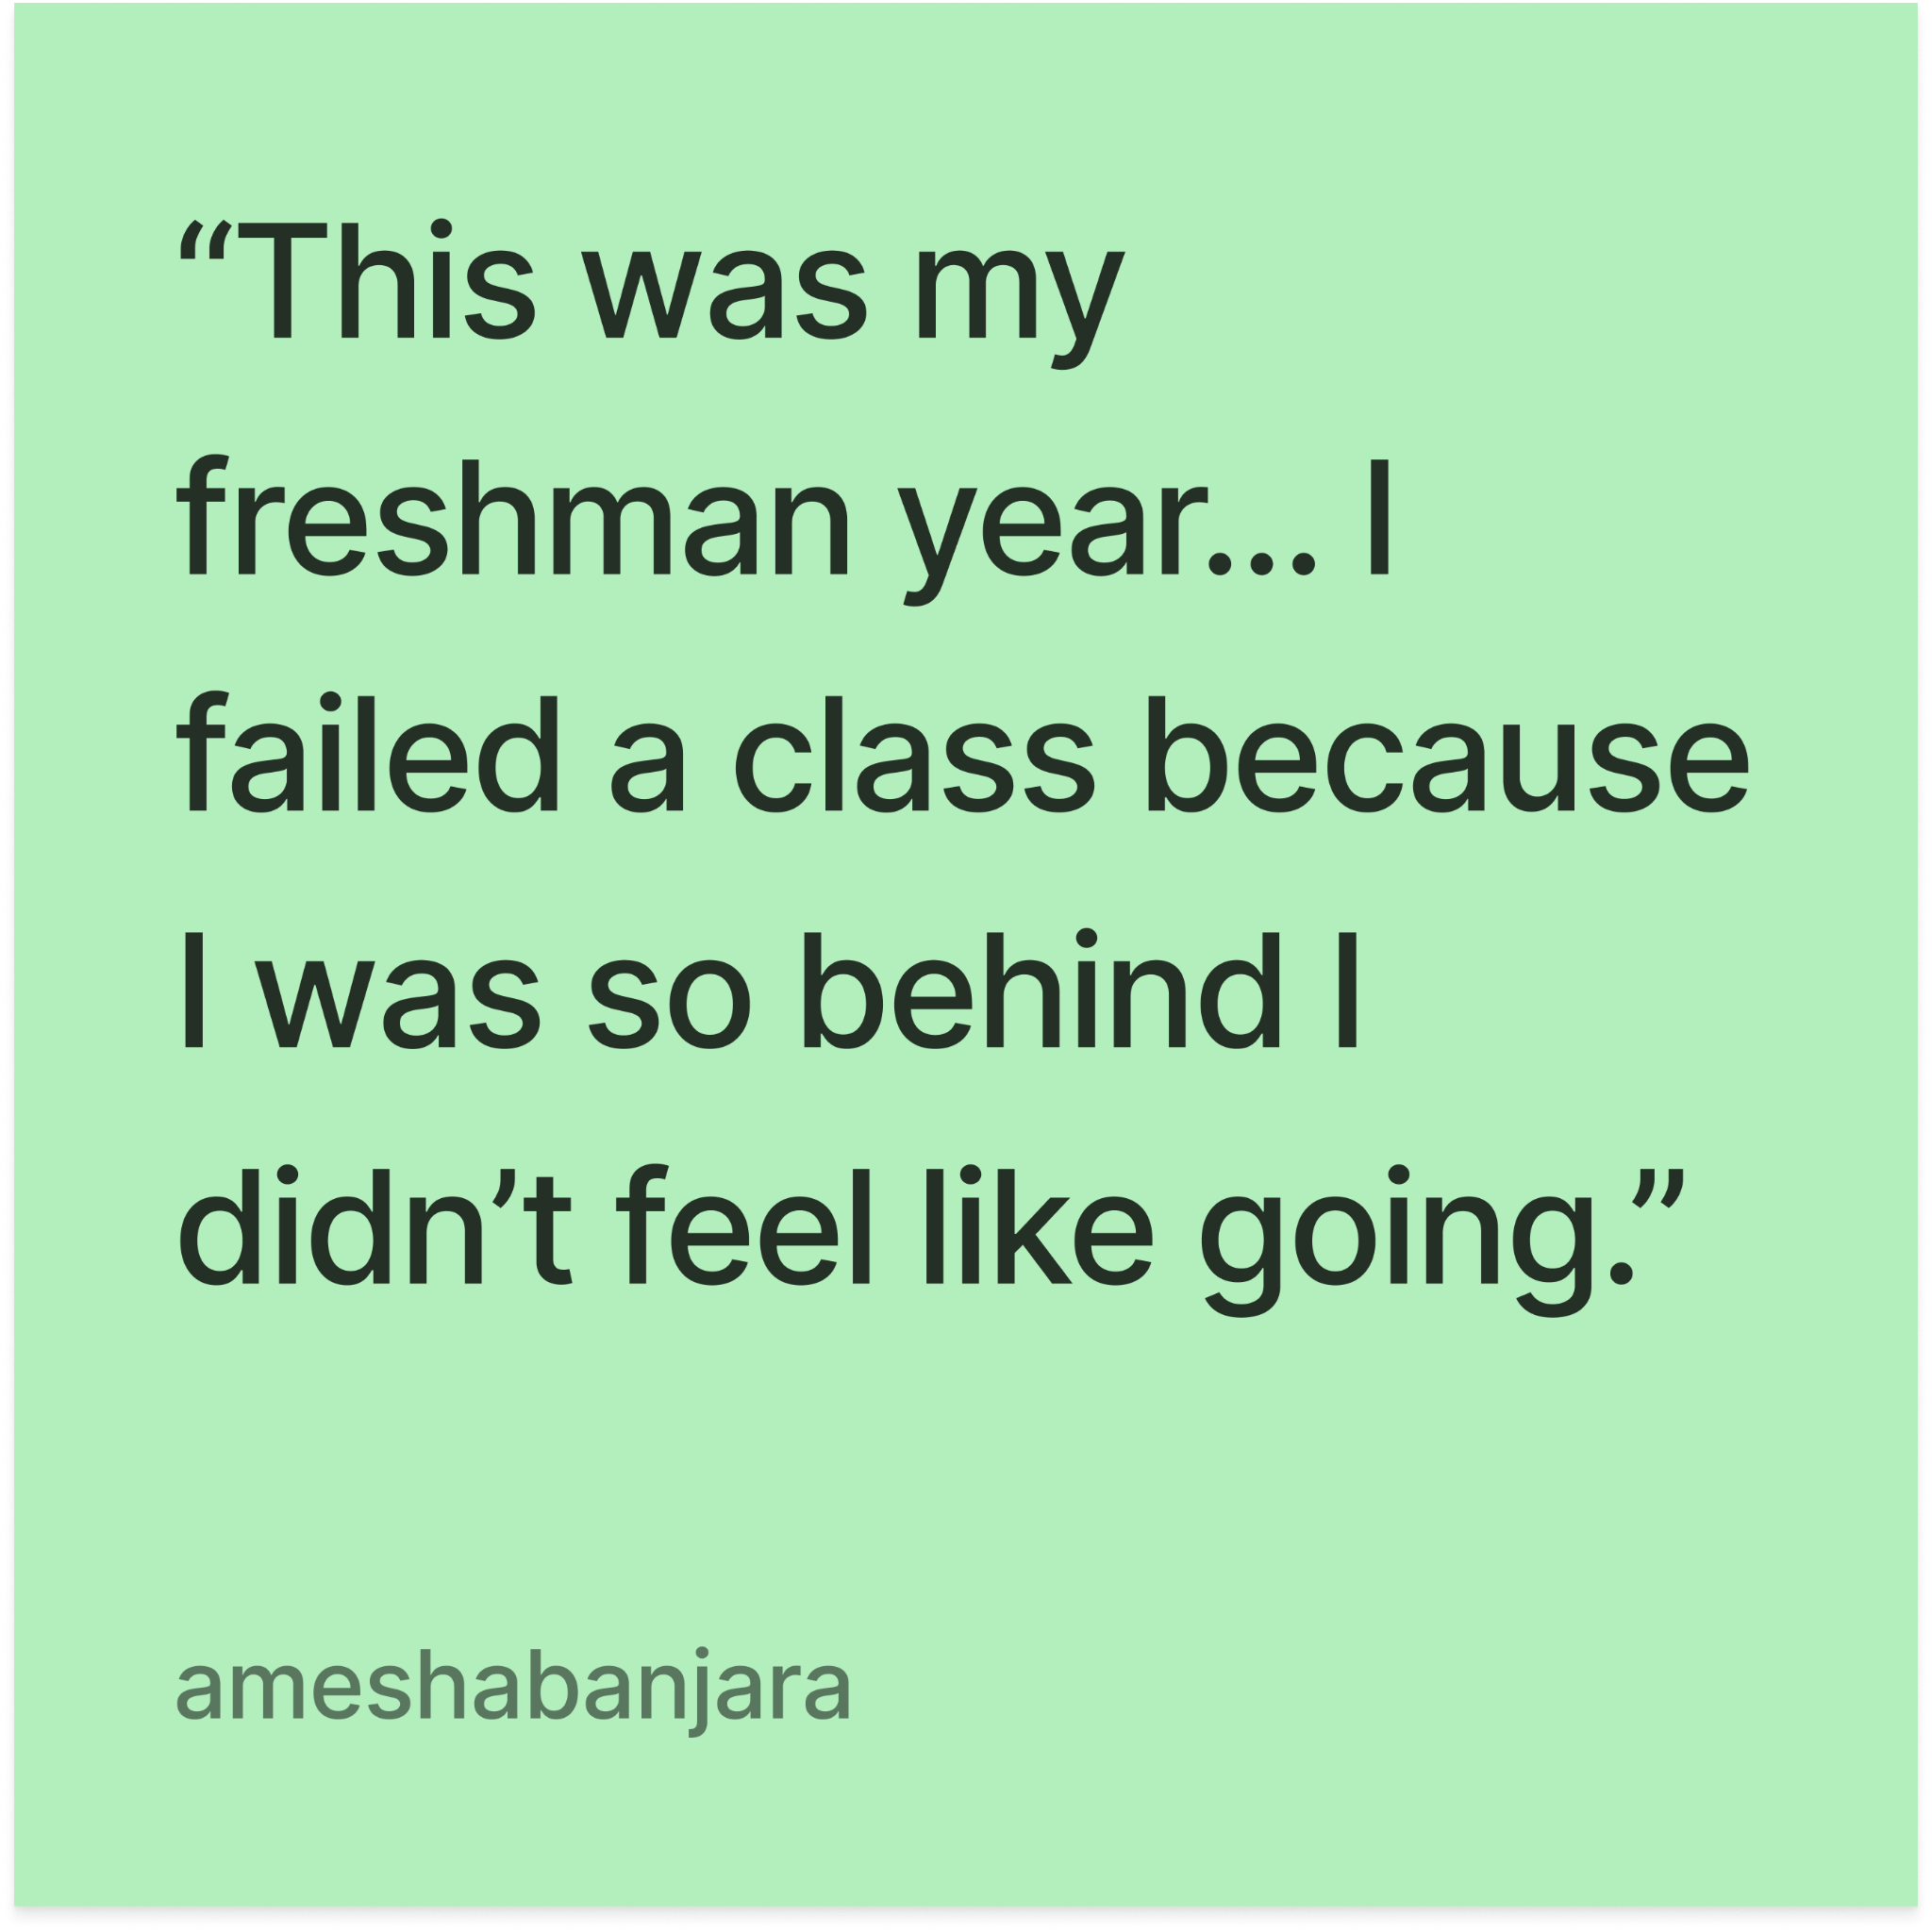 “This was my
freshman year... I
failed a class because
I was so behind I
didn’t feel like going.”
ameshabanjara